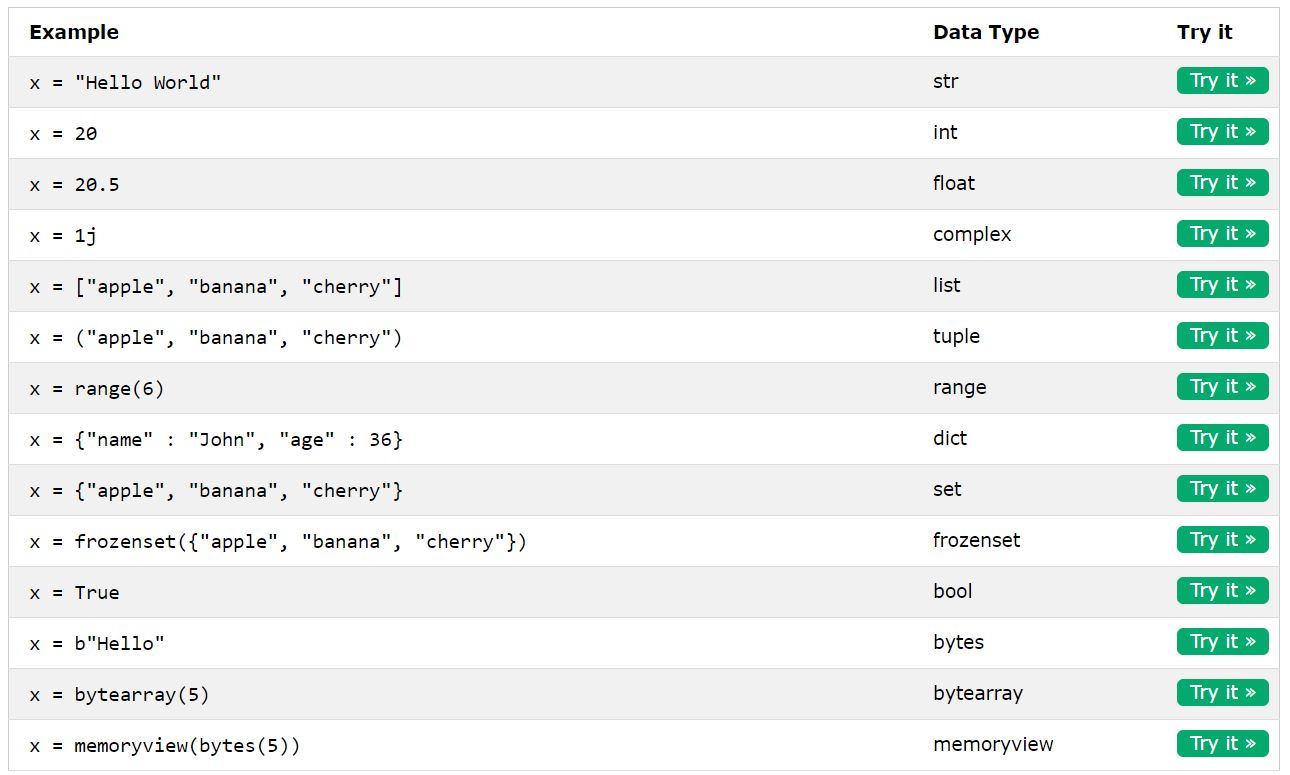 Example Data Type Try it
x = "Hello World" str Try it »
x = 20 int Try it »
x = 20.5 float Try it »
x = 1j complex Try it »
x = ["apple", "banana", "cherry"] list Try it »
x = ("apple", "banana", "cherry") tuple Try it »
x = range(6) range Try it »
x = {"name" : "John", "age" : 36} dict Try it »
x = {"apple", "banana", "cherry"} set Try it »
x = frozenset({"apple", "banana", "cherry"}) frozenset Try it »
x = True bool Try it »
x = b"Hello" bytes Try it »
x = bytearray(5) bytearray Try it »
x = memoryview(bytes(5)) memoryview Try it »